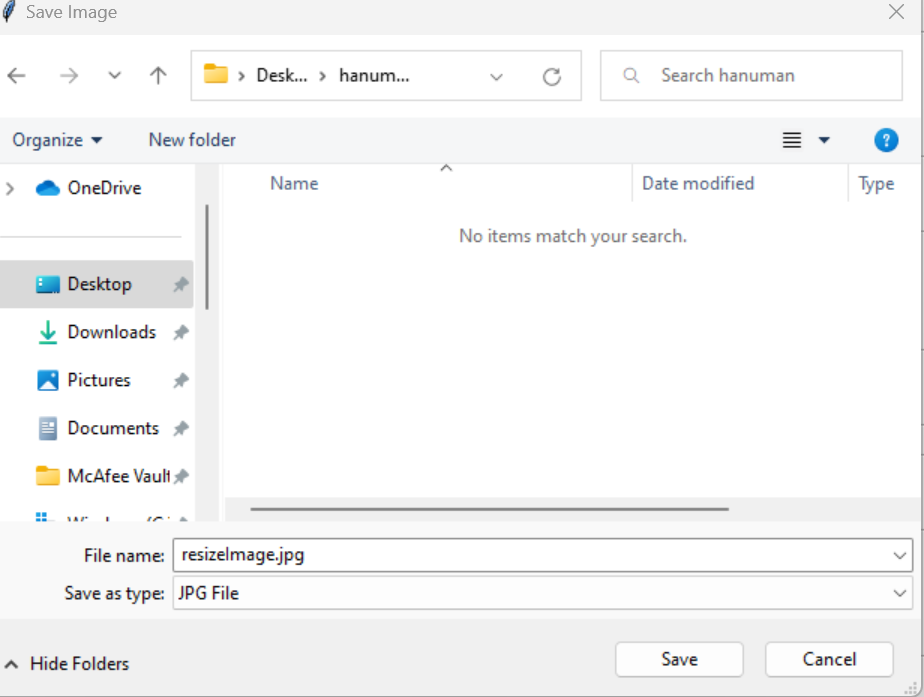 Save Image
Desk... hanum...
Search hanuman
Organize New folder
Name Date modified Type
No items match your search.
OneDrive
Desktop
Downloads
Pictures
Documents
McAfee Vault
File name: resizeImage.jpg
Save as type: JPG File
Hide Folders Save Cancel